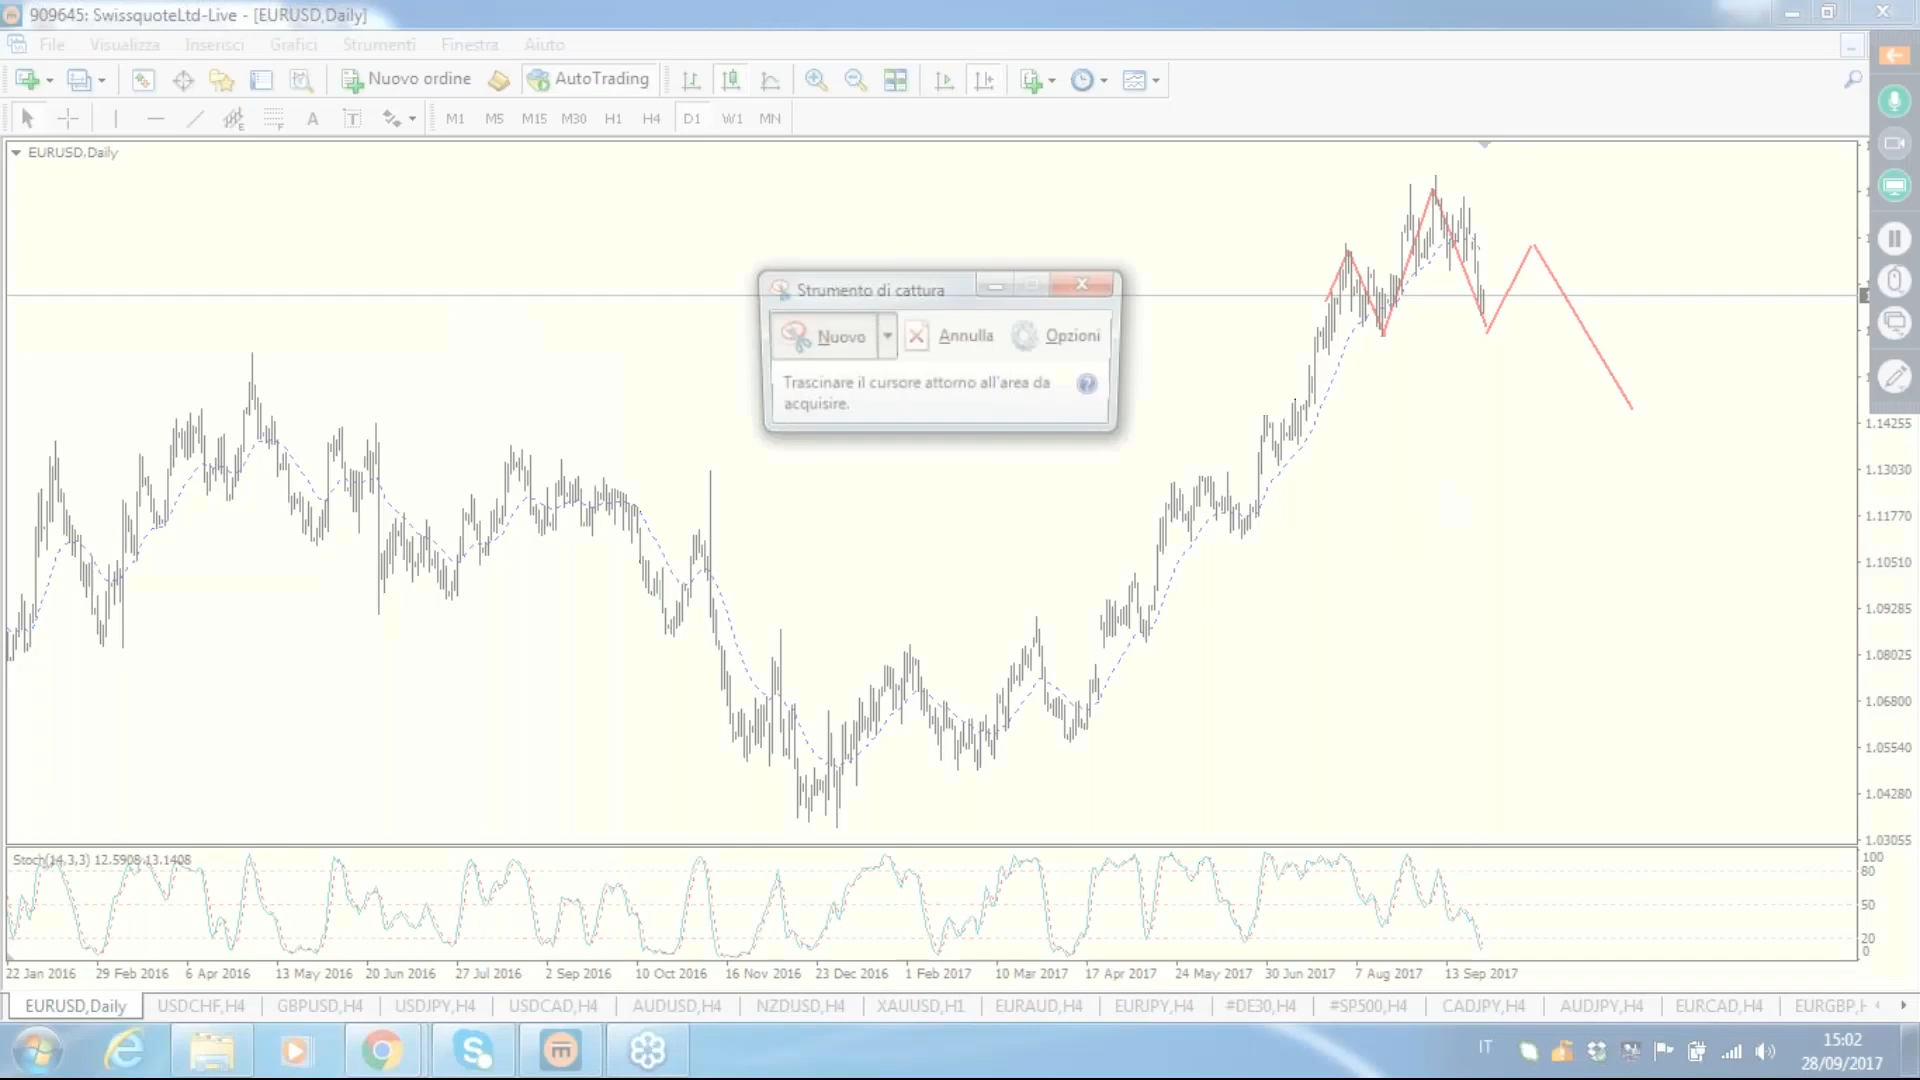 909645: SwissquoteLtd-Live - [EURUSD,Daily]
File Visualizza Inserisci Grafici Strumenti Finestra Aiuto
Nuovo ordine AutoTrading
A T M1 M5 M15 M30 H1 H4 D1 W1 MN
EURUSD,Daily
Strumento di cattura
Nuovo Annulla Opzioni
Trascinare il cursore attorno all'area da
acquisire.
1.14255
1.13030
1.11770
1.10510
1.09285
1.08025
1.06800
1.05540
1.04280
1.03055
Stoch(14,3,3) 12.5908 13.1408
100
80
50
20
0
22 Jan 2016 29 Feb 2016 6 Apr 2016 13 May 2016 20 Jun 2016 27 Jul 2016 2 Sep 2016 10 Oct 2016 16 Nov 2016 23 Dec 2016 1 Feb 2017 10 Mar 2017 17 Apr 2017 24 May 2017 30 Jun 2017 7 Aug 2017 13 Sep 2017
EURUSD,Daily USDCHF,H4 GBPUSD,H4 USDJPY,H4 USDCAD,H4 AUDUSD,H4 NZDUSD,H4 XAUUSD,H1 EURAUD,H4 EURJPY,H4 #DE30,H4 #SP500,H4 CADJPY,H4 AUDJPY,H4 EURCAD,H4 EURGBP,H
IT
15:02
28/09/2017